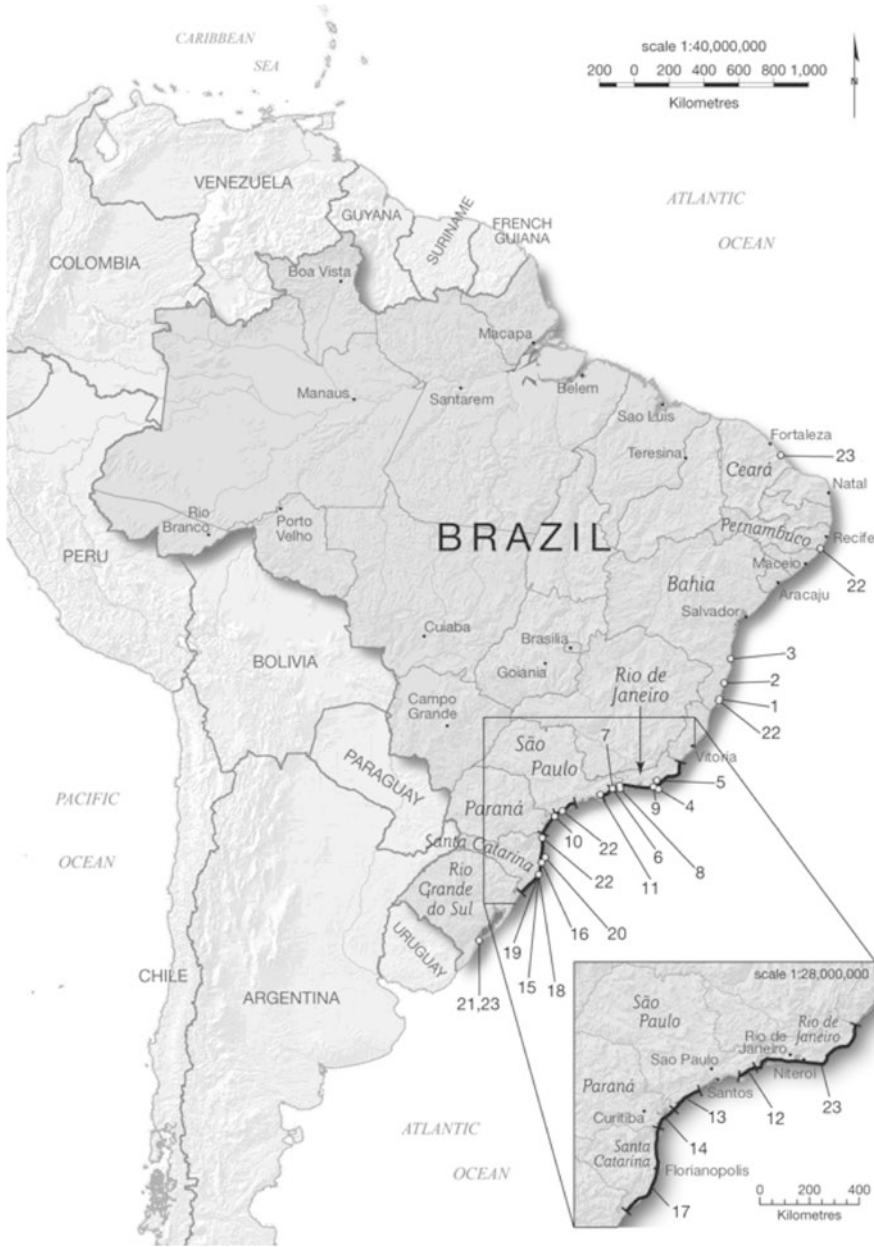 CARIBBEAN
SEA
scale 1:40,000,000
200 0 200 400 600 800 1,000
Kilometres
N
VENEZUELA
GUYANA
SURINAME
FRENCH
GUIANA
ATLANTIC
OCEAN
COLOMBIA
Boa Vista
Macapa
Manaus
Santarem
Belem
Sao Luis
Teresina
Fortaleza
23
Ceará
Natal
Rio
Branco
Porto
Velho
BRAZIL
Pernambuco
Recife
PERU
Maceio
22
Bahia
Aracaju
Salvador
Cuiaba
Brasilia
Goiania
3
BOLIVIA
2
Rio de
Janeiro
1
Campo
Grande
22
São
Paulo
7
Vitoria
PARAGUAY
5
PACIFIC
OCEAN
Paraná
9
4
10
22
6
8
Santa Catarina
11
Rio
Grande
do Sul
22
20
16
URUGUAY
19
15
18
CHILE
ARGENTINA
21,23
scale 1:28,000,000
São
Paulo
Rio de
Janeiro
Rio de
Janeiro
Sao Paulo
Niteroi
Santos
Paraná
12
23
13
Curitiba
14
Santa
Catarina
Florianopolis
17
0 200 400
Kilometres
ATLANTIC
OCEAN